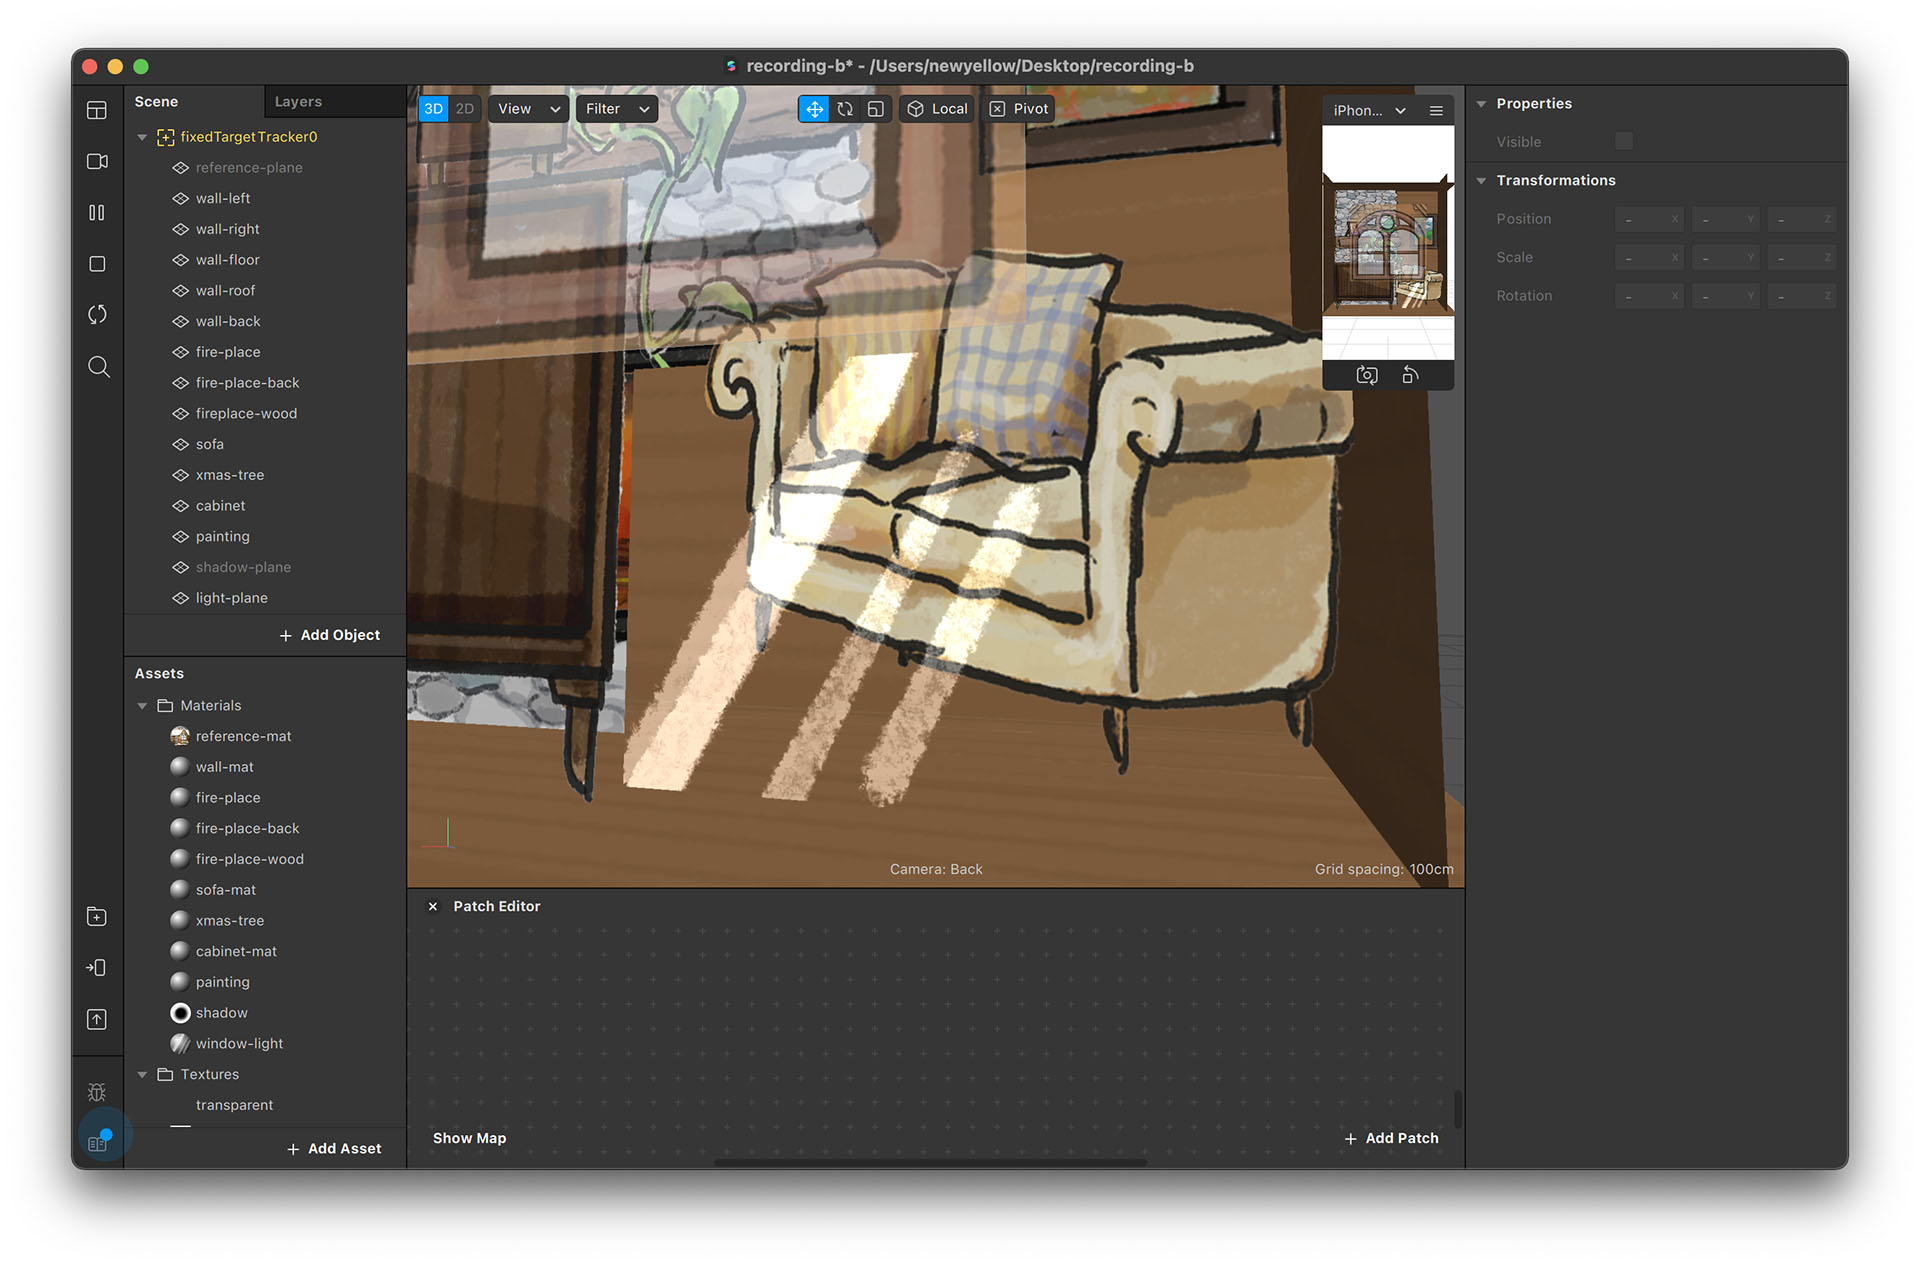 recording-b* - /Users/newyellow/Desktop/recording-b
Scene
Layers
fixedTargetTracker0
reference-plane
wall-left
wall-right
wall-floor
wall-roof
wall-back
fire-place
fire-place-back
fireplace-wood
sofa
xmas-tree
cabinet
painting
shadow-plane
light-plane
+ Add Object
Assets
Materials
reference-mat
wall-mat
fire-place
fire-place-back
fire-place-wood
sofa-mat
xmas-tree
cabinet-mat
painting
shadow
window-light
Textures
transparent
+ Add Asset
3D 2D View Filter Local Pivot
iPhon...
Camera: Back
Grid spacing: 100cm
Patch Editor
Show Map
+ Add Patch
Properties
Visible
Transformations
Position - X - Y - Z
Scale - X - Y - Z
Rotation - X - Y - Z